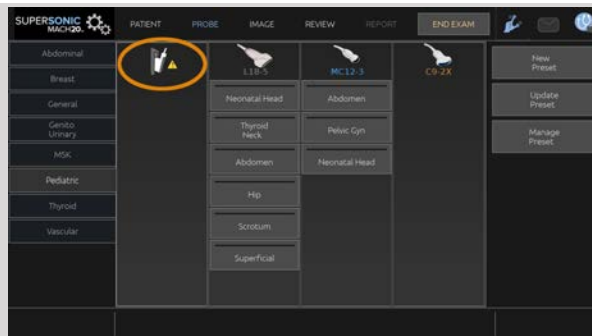 SUPERSONIC
MACH20.
PATIENT
PROBE
IMAGE
REVIEW
REPORT
END EXAM
Abdominal
Breast
General
Genito
Urinary
MSK
Pediatric
Thyroid
Vascular
L18-5
MC12-3
C9-2X
Neonatal Head
Thyroid
Neck
Abdomen
Hip
Scrotum
Superficial
Abdomen
Pelvic Gyn
Neonatal Head
New
Preset
Update
Preset
Manage
Preset